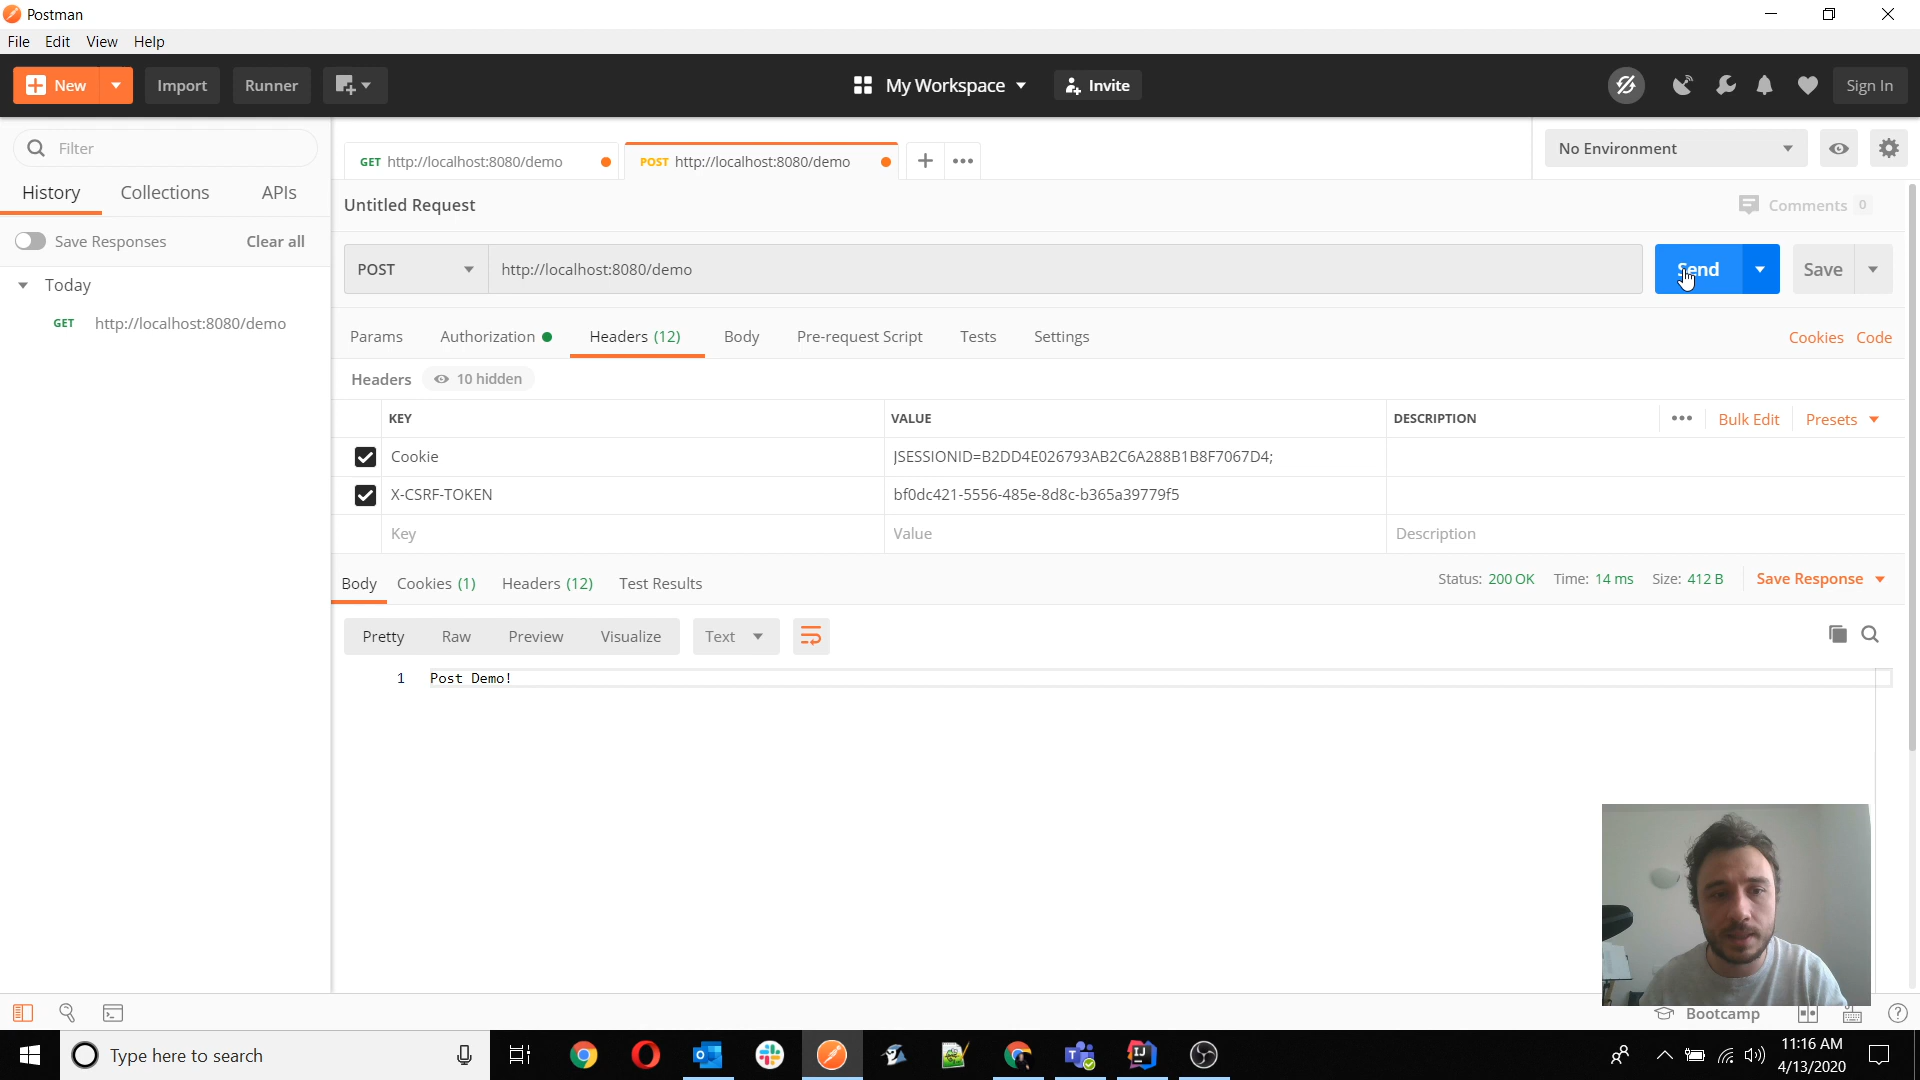 Postman
File Edit View Help
New Import Runner My Workspace Invite Sign In
Filter
GET http://localhost:8080/demo POST http://localhost:8080/demo No Environment
History Collections APIs
Untitled Request Comments 0
Save Responses Clear all
POST http://localhost:8080/demo Send Save
Today
GET http://localhost:8080/demo
Params Authorization Headers (12) Body Pre-request Script Tests Settings Cookies Code
Headers 10 hidden
KEY VALUE DESCRIPTION Bulk Edit Presets
Cookie JSESSIONID=B2DD4E026793AB2C6A288B1B8F7067D4;
X-CSRF-TOKEN bf0dc421-5556-485e-8d8c-b365a39779f5
Key Value Description
Body Cookies (1) Headers (12) Test Results Status: 200 OK Time: 14 ms Size: 412 B Save Response
Pretty Raw Preview Visualize Text
1 Post Demo!
Bootcamp
Type here to search 11:16 AM
4/13/2020